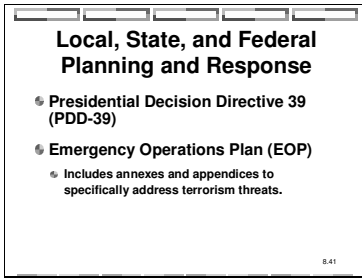 Local, State, and Federal
Planning and Response
Presidential Decision Directive 39
(PDD-39)
Emergency Operations Plan (EOP)
Includes annexes and appendices to
specifically address terrorism threats.
8.41